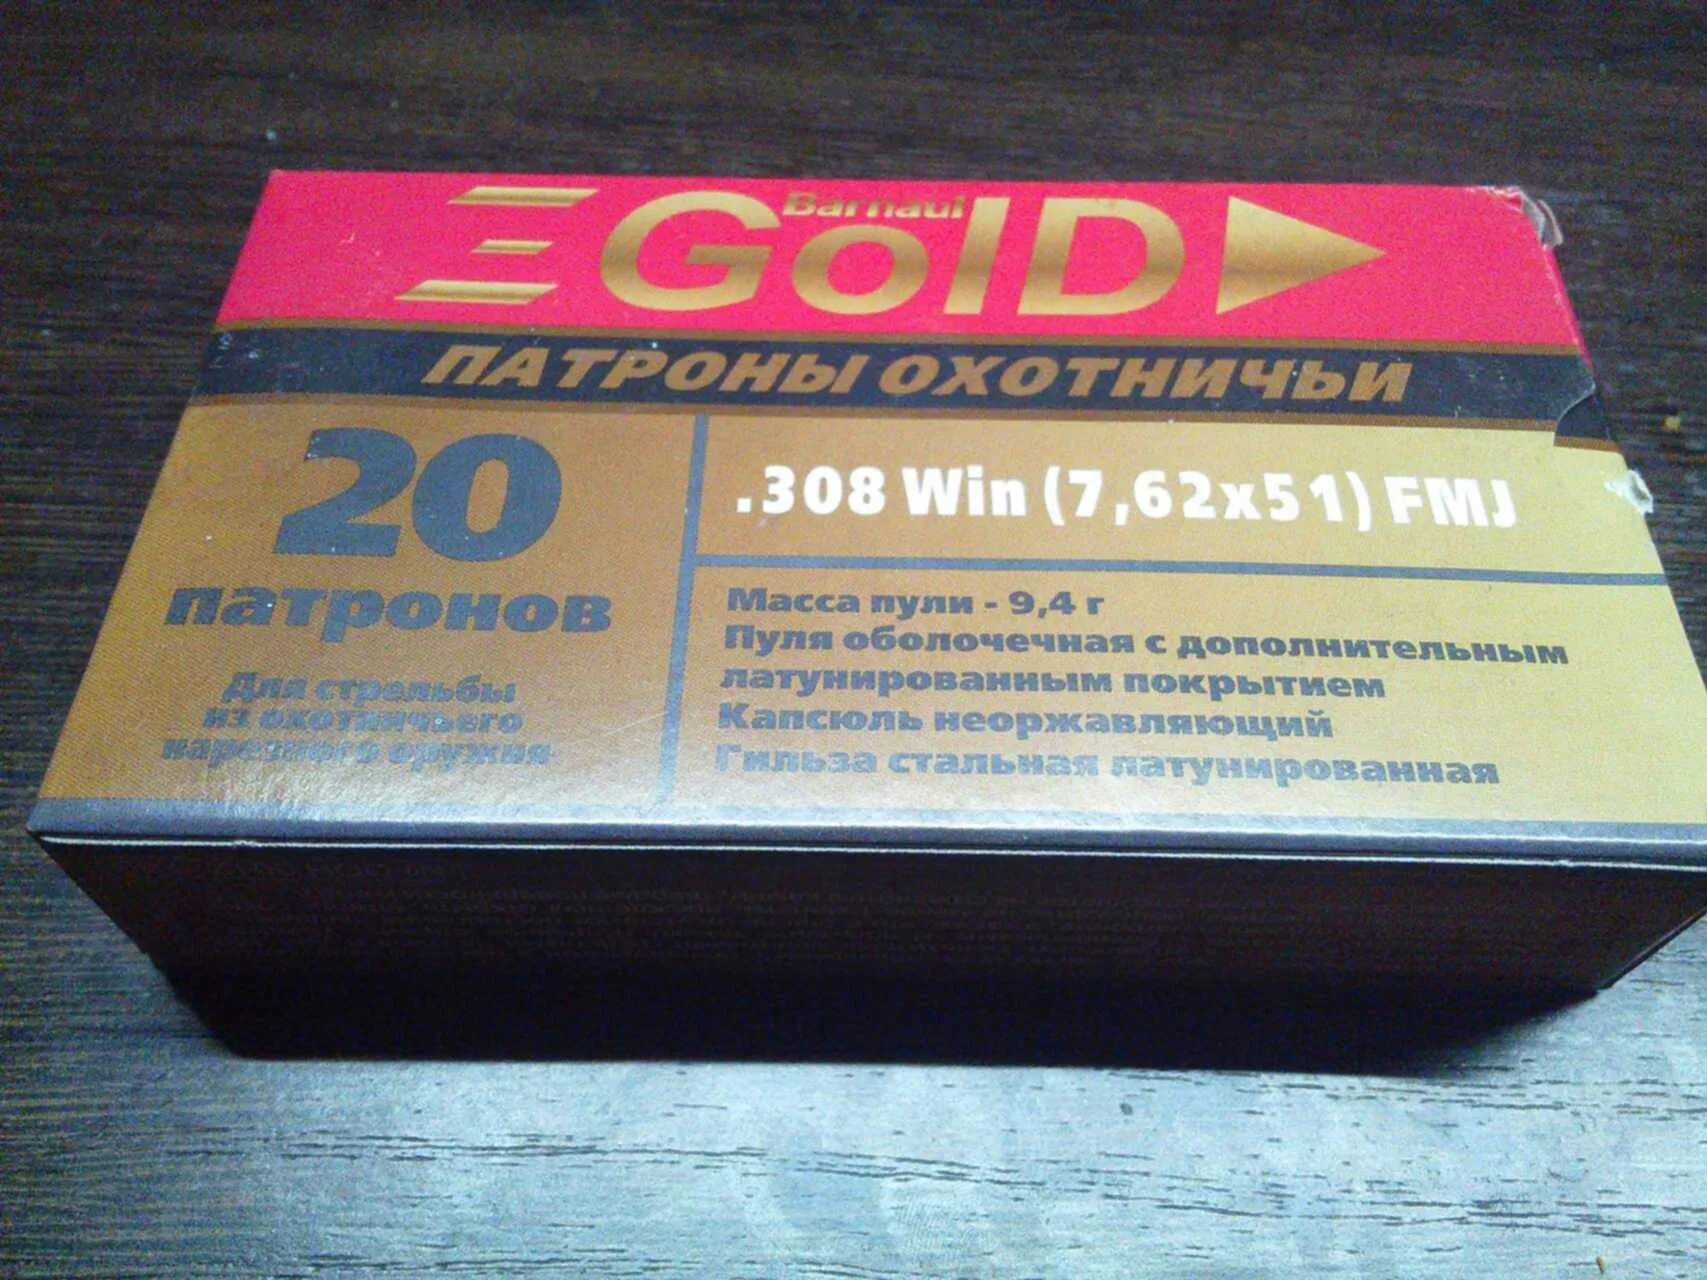 Barnaul
GolD
ПАТРОНЫ ОХОТНИЧЬИ
20
патронов
Для стрельбы
из охотничьего
нарезного оружия
.308 Win (7,62x51) FMJ
Масса пули - 9,4 г
Пуля оболочечная с дополнительным
латунированным покрытием
Капсюль неоржавляющий
Гильза стальная латунированная